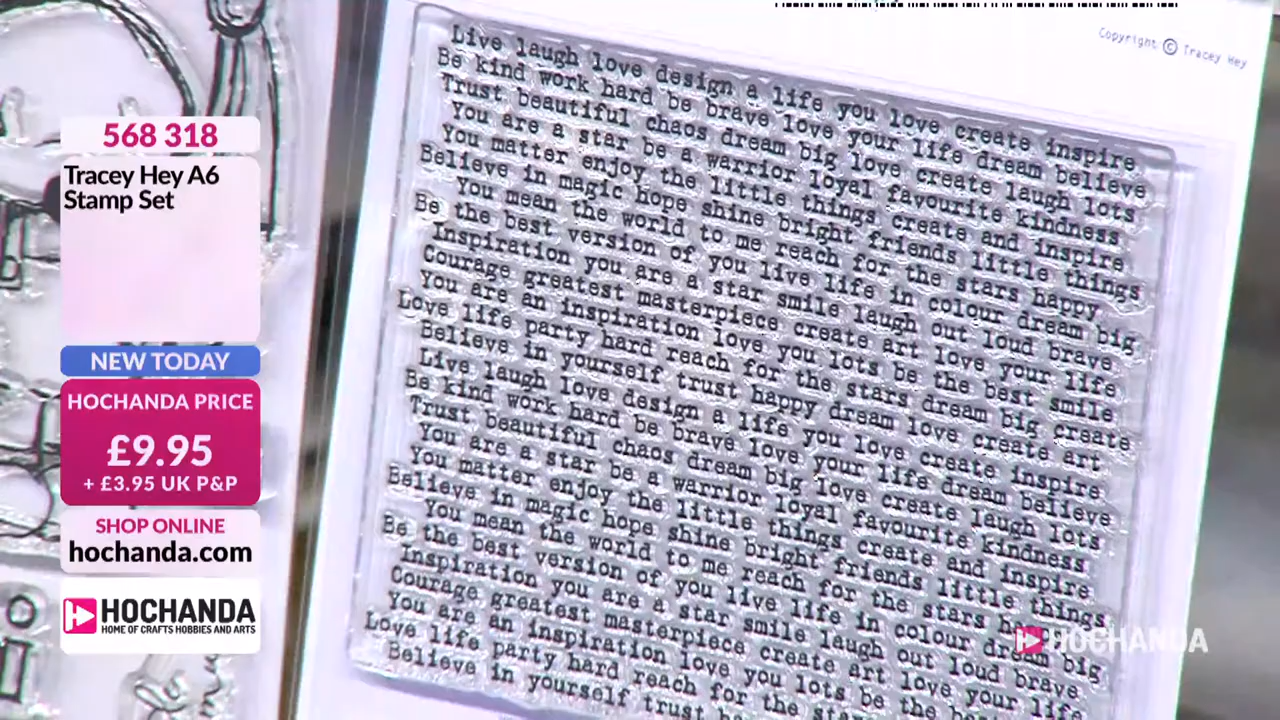 Copyright © Tracey Hey
568 318
Tracey Hey A6
Stamp Set
NEW TODAY
HOCHANDA PRICE
£9.95
+ £3.95 UK P&P
SHOP ONLINE
hochanda.com
HOCHANDA
HOME OF CRAFTS HOBBIES AND ARTS
Live laugh love design a life you love create inspire
Be kind work hard be brave love your life dream believe
Trust beautiful chaos dream big love create laugh lots
You are a star be a warrior loyal favourite kindness
You matter enjoy the little things create and inspire
Believe in magic hope shine bright friends little things
You mean the world to me reach for the stars happy
Be the best version of you live life in colour dream big
Inspiration you are a star smile laugh out loud brave
Courage greatest masterpiece create art love your life
You are an inspiration love you lots be the best smile
Love life party hard reach for the stars dream big create
Believe in yourself trust happy dream love create art
Live laugh love design a life you love create inspire
Be kind work hard be brave love your life dream believe
Trust beautiful chaos dream big love create laugh lots
You are a star be a warrior loyal favourite kindness
You matter enjoy the little things create and inspire
Believe in magic hope shine bright friends little things
You mean the world to me reach for the stars
Be the best version of you live life in colour dream big
Inspiration you are a star smile laugh out loud brave
Courage greatest masterpiece create art love your life
You are an inspiration love you lots be the
Love life party hard reach for the
Believe in yourself trust
HOCHANDA